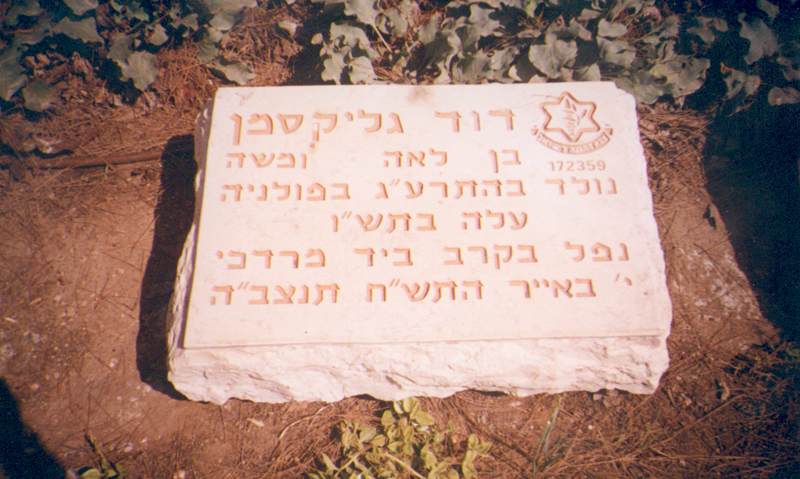 דוד גליקסמן
172359
בן לאה ומשה
נולד בהתרע"ג בפולניה
עלה בתש"ו
נפל בקרב ביד מרדכי
י' באייר התש"ח תנצב"ה